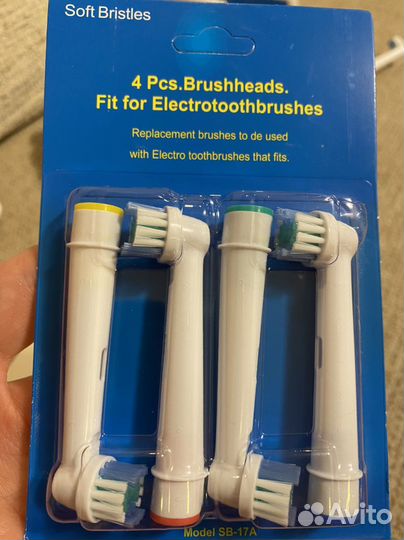 Soft Bristles
4 Pcs.Brushheads.
Fit for Electrotoothbrushes
Replacement brushes to de used
with Electro toothbrushes that fits.
Model SB-17A
Avito